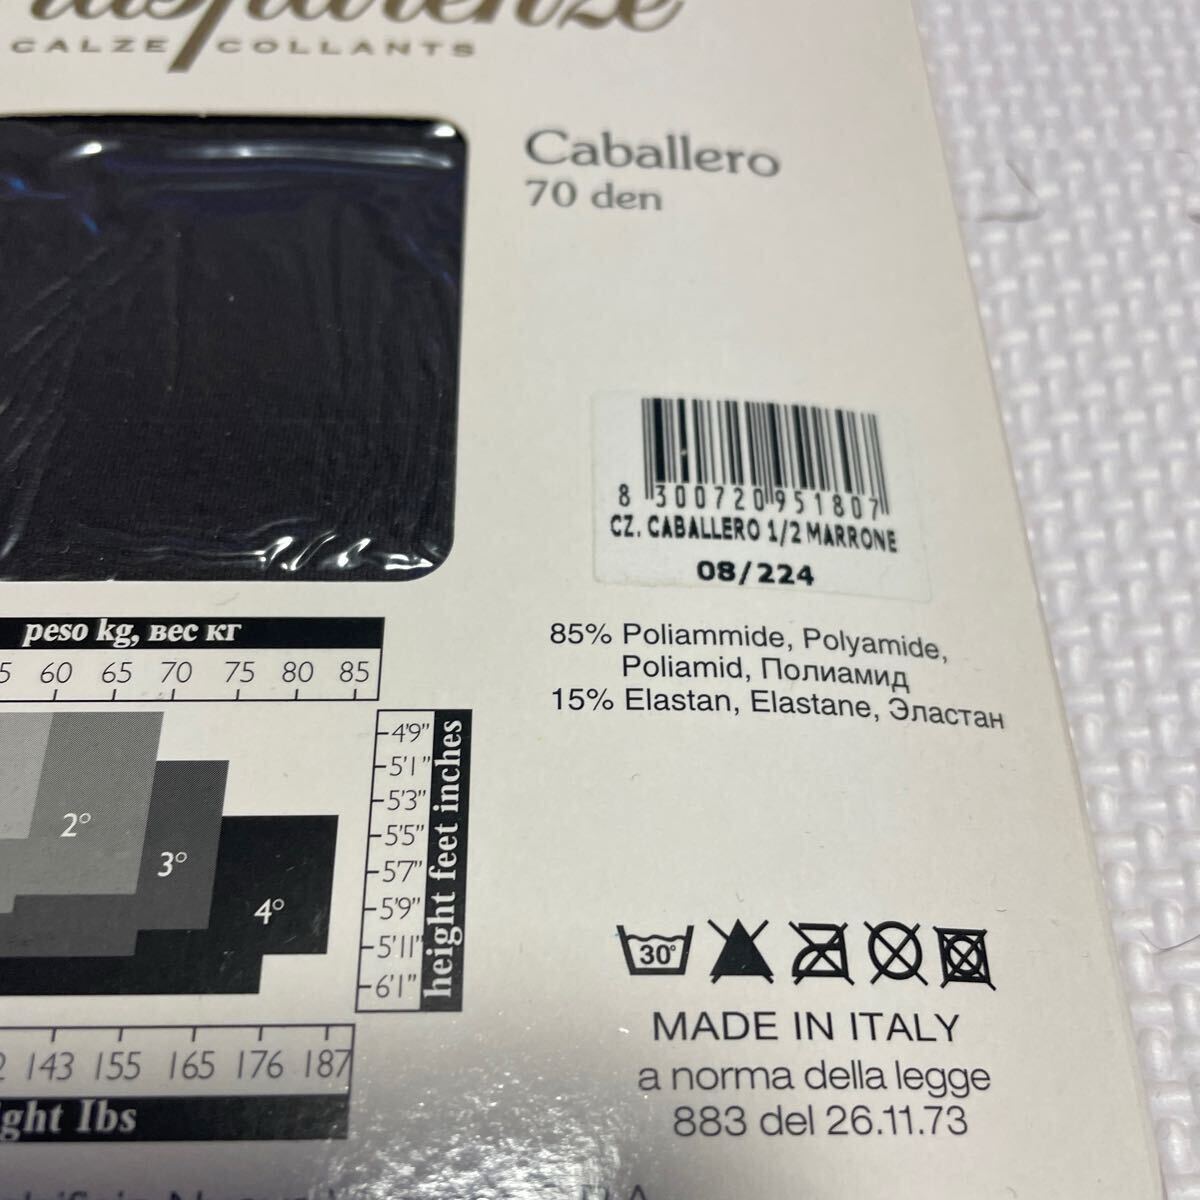 CALZE COLLANTS
Caballero
70 den
8 300720 951807
CZ. CABALLERO 1/2 MARRONE
08/224
85% Poliammide, Polyamide,
Poliamid, Полиамид
15% Elastan, Elastane, Эластан
peso kg, вес кг
60 65 70 75 80 85
4'9"
5'1"
5'3"
5'5"
5'7"
5'9"
5'11"
6'1"
height feet inches
2°
3°
4°
143 155 165 176 187
lbs
30°
MADE IN ITALY
a norma della legge
883 del 26.11.73